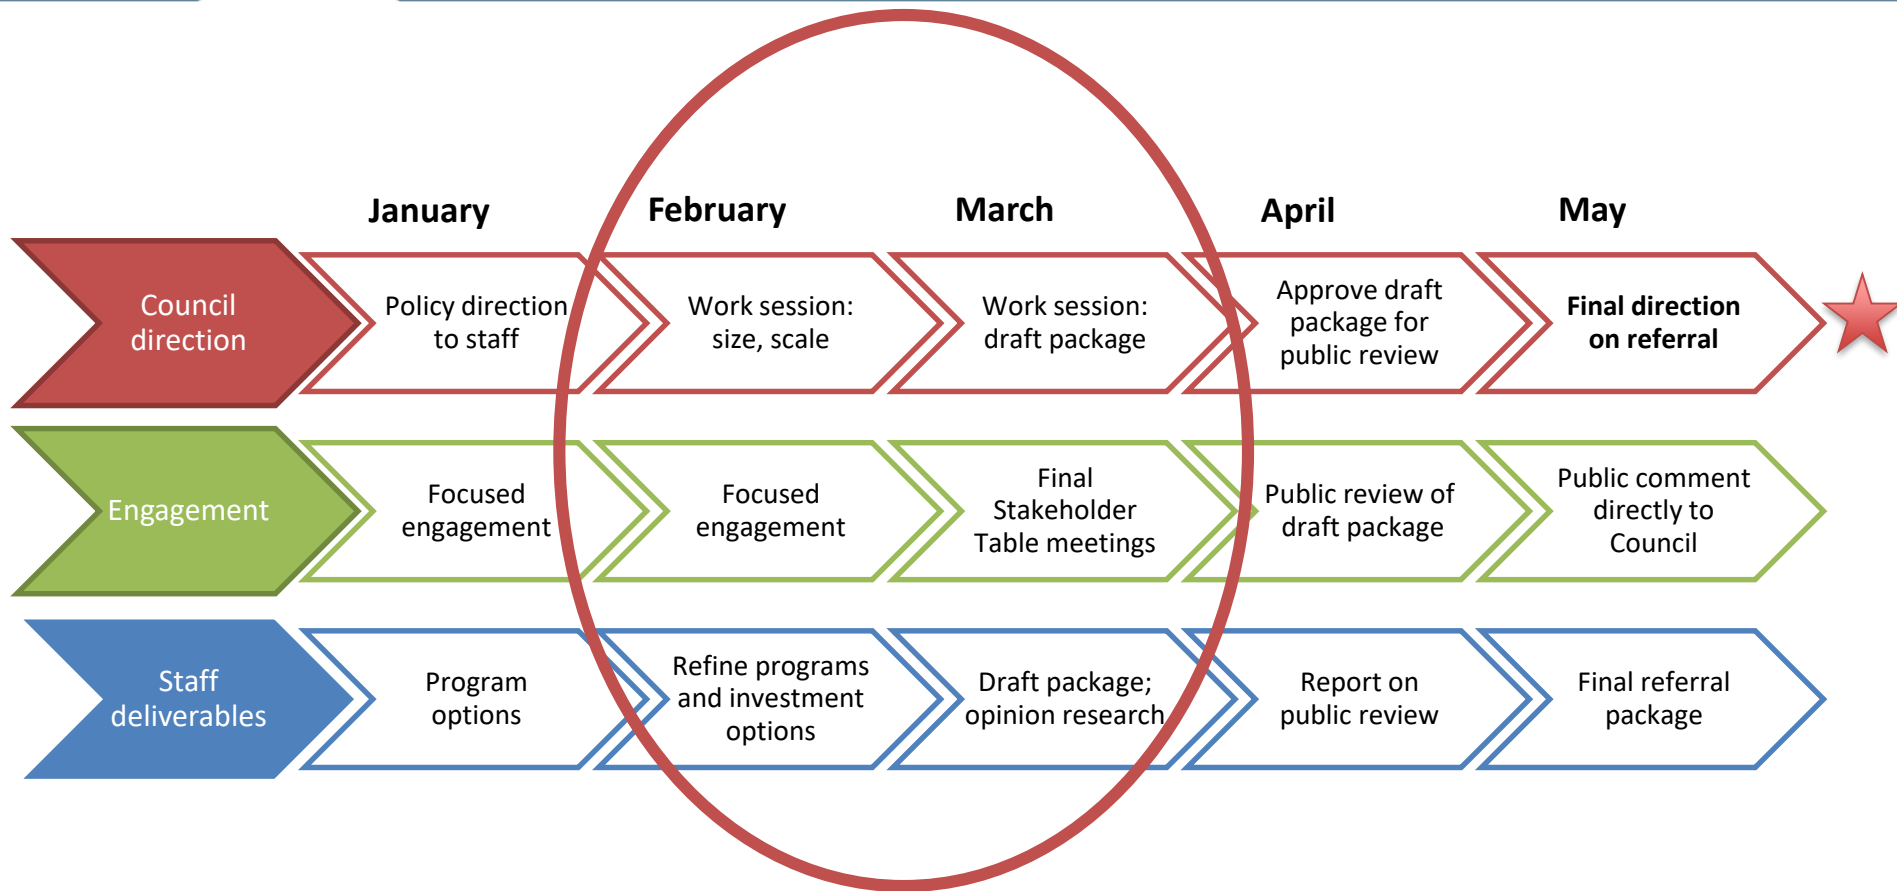 January
February
March
April
May
Council
direction
Policy direction
to staff
Work session:
size, scale
Work session:
draft package
Approve draft
package for
public review
Final direction
on referral
Engagement
Focused
engagement
Focused
engagement
Final
Stakeholder
Table meetings
Public review of
draft package
Public comment
directly to
Council
Staff
deliverables
Program
options
Refine programs
and investment
options
Draft package;
opinion research
Report on
public review
Final referral
package